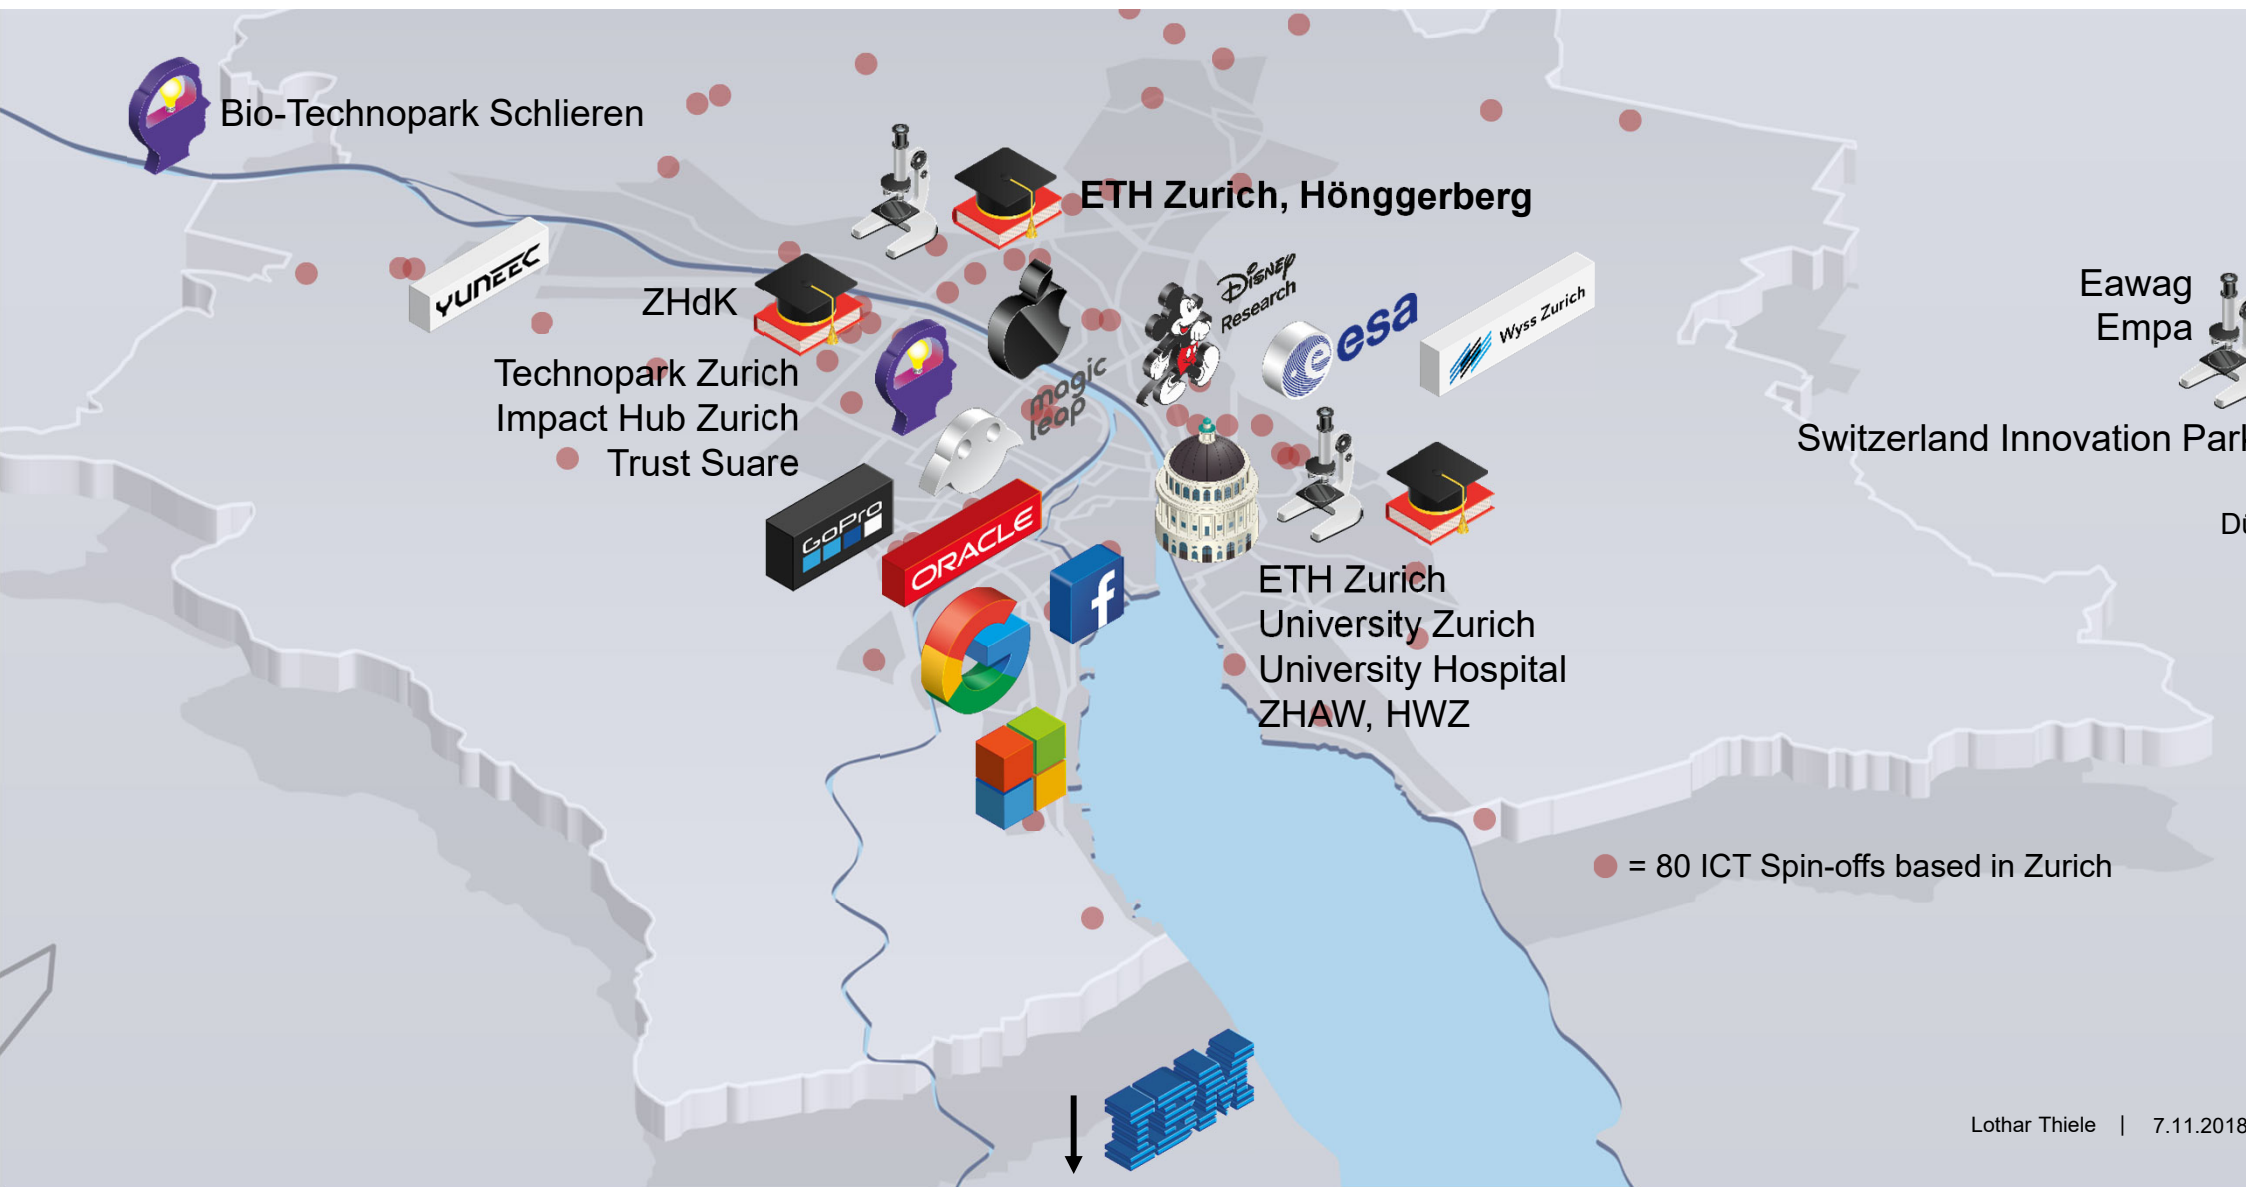 Bio-Technopark Schlieren
ETH Zurich, Hönggerberg
YUNEEC
ZHdK
DISNEY
Research
esa
Wyss Zurich
Eawag
Empa
Technopark Zurich
Impact Hub Zurich
Trust Suare
magic
leap
Switzerland Innovation Park
GoPro
ORACLE
f
ETH Zurich
University Zurich
University Hospital
ZHAW, HWZ
= 80 ICT Spin-offs based in Zurich
IBM
Lothar Thiele | 7.11.2018